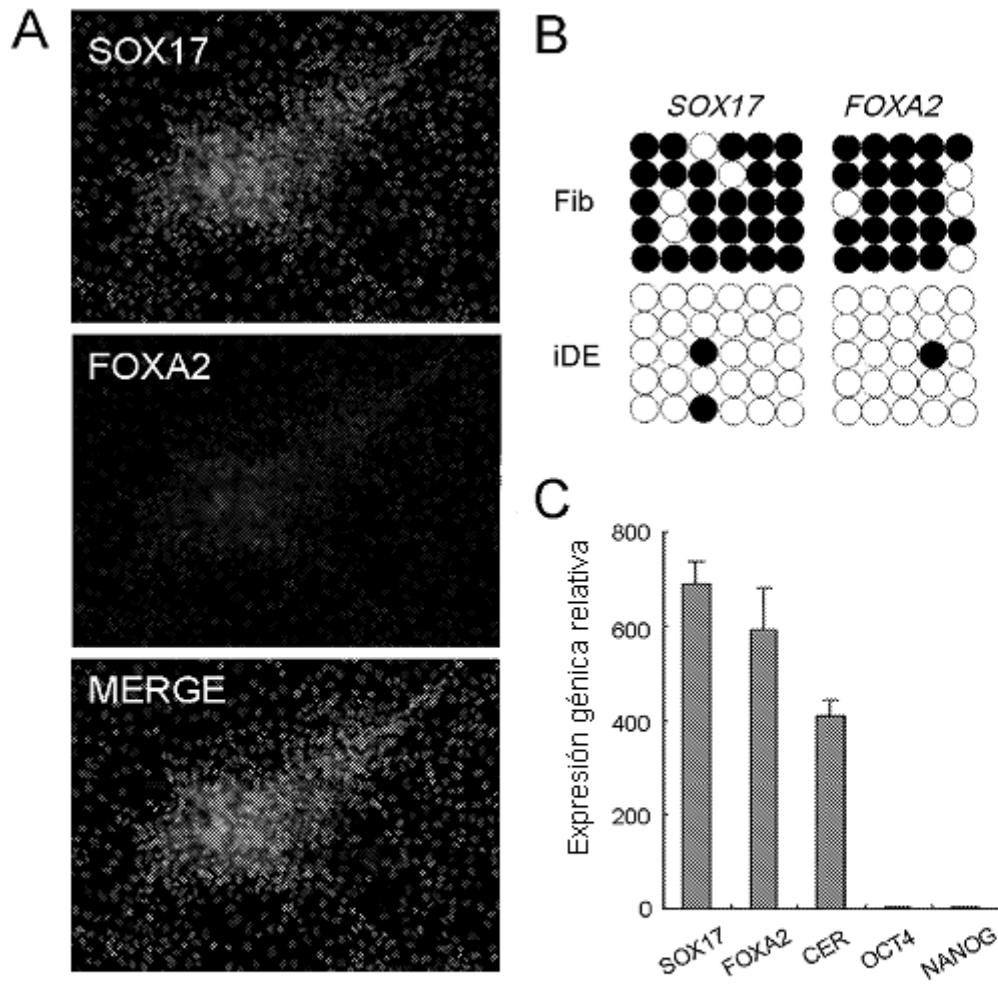 A
SOX17
FOXA2
MERGE
B
SOX17 FOXA2
Fib
iDE
C
Expresión génica relativa
800
600
400
200
0
SOX17 FOXA2 CER OCT4 NANOG